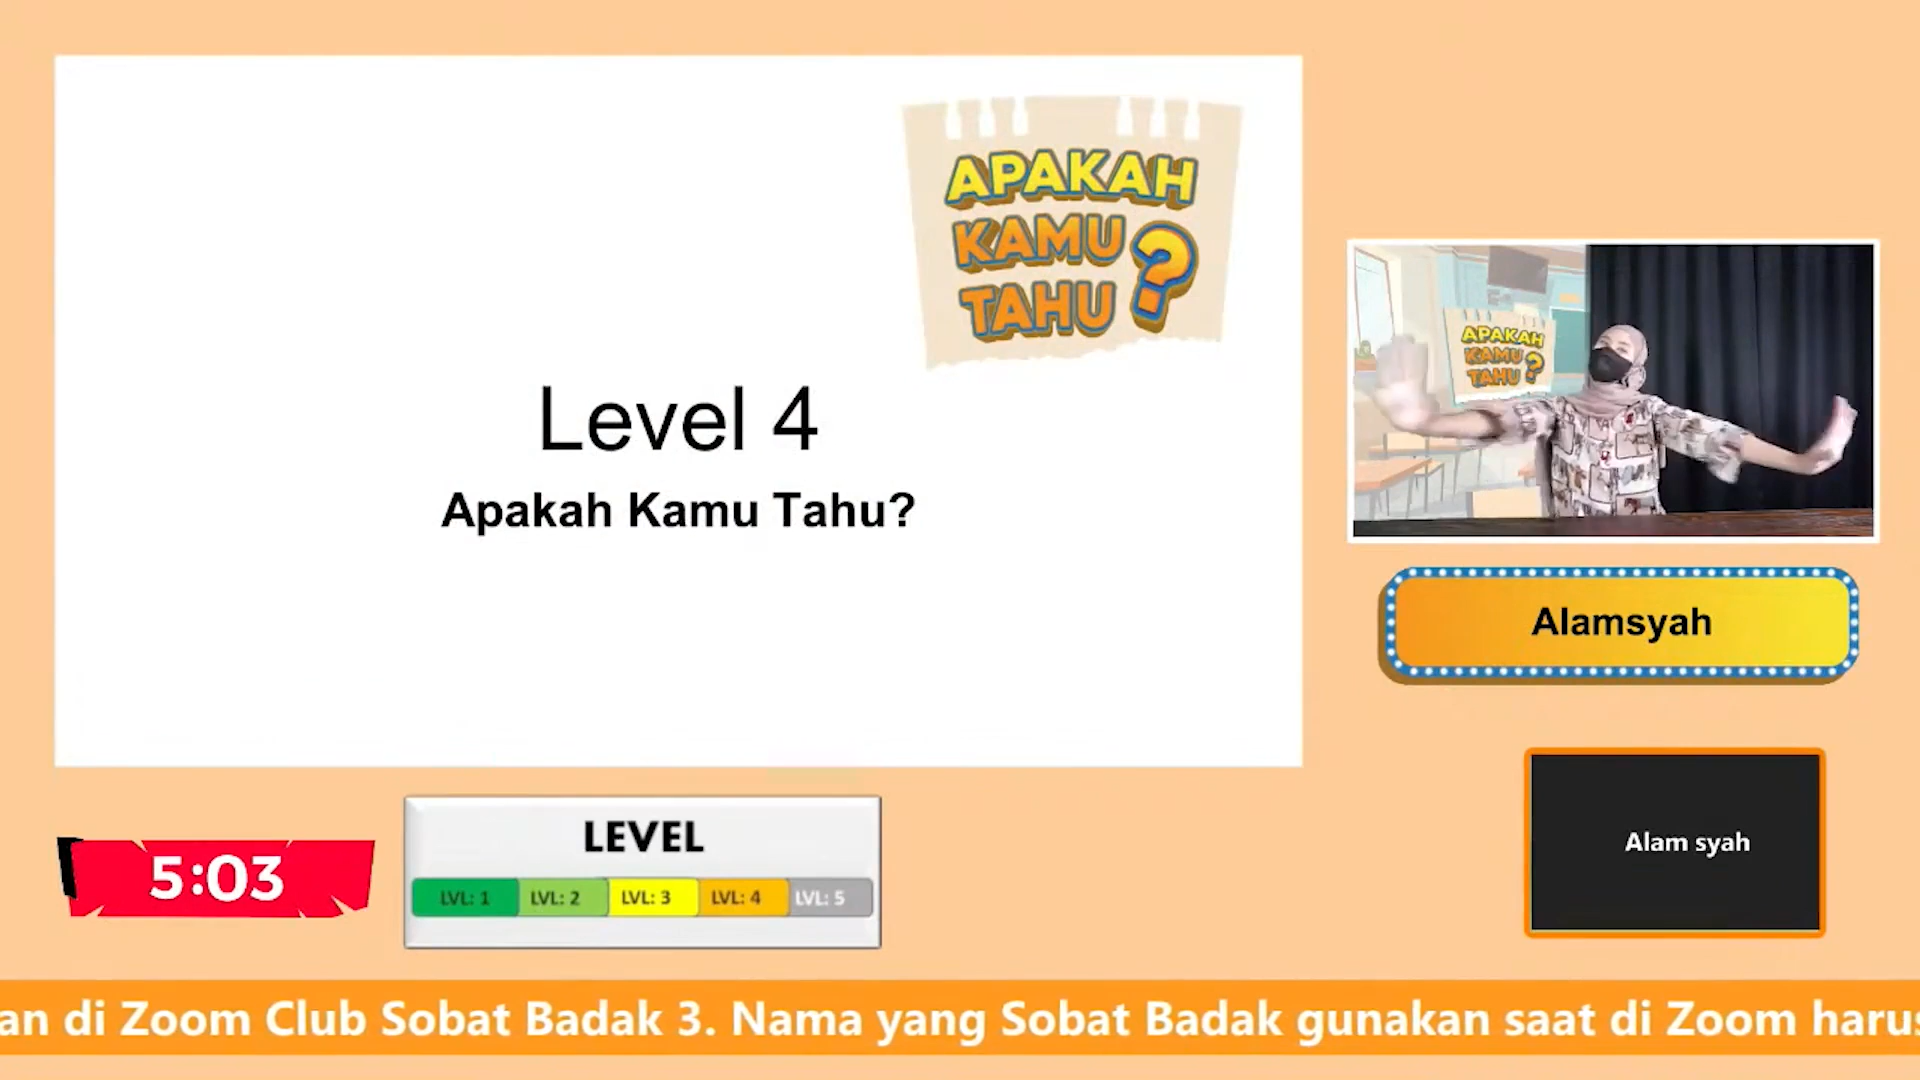 APAKAH
KAMU
TAHU?
Level 4
Apakah Kamu Tahu?
APAKAH
KAMU
TAHU?
Alamsyah
Alam syah
LEVEL
LVL: 1 LVL: 2 LVL: 3 LVL: 4 LVL: 5
5:03
an di Zoom Club Sobat Badak 3. Nama yang Sobat Badak gunakan saat di Zoom harus